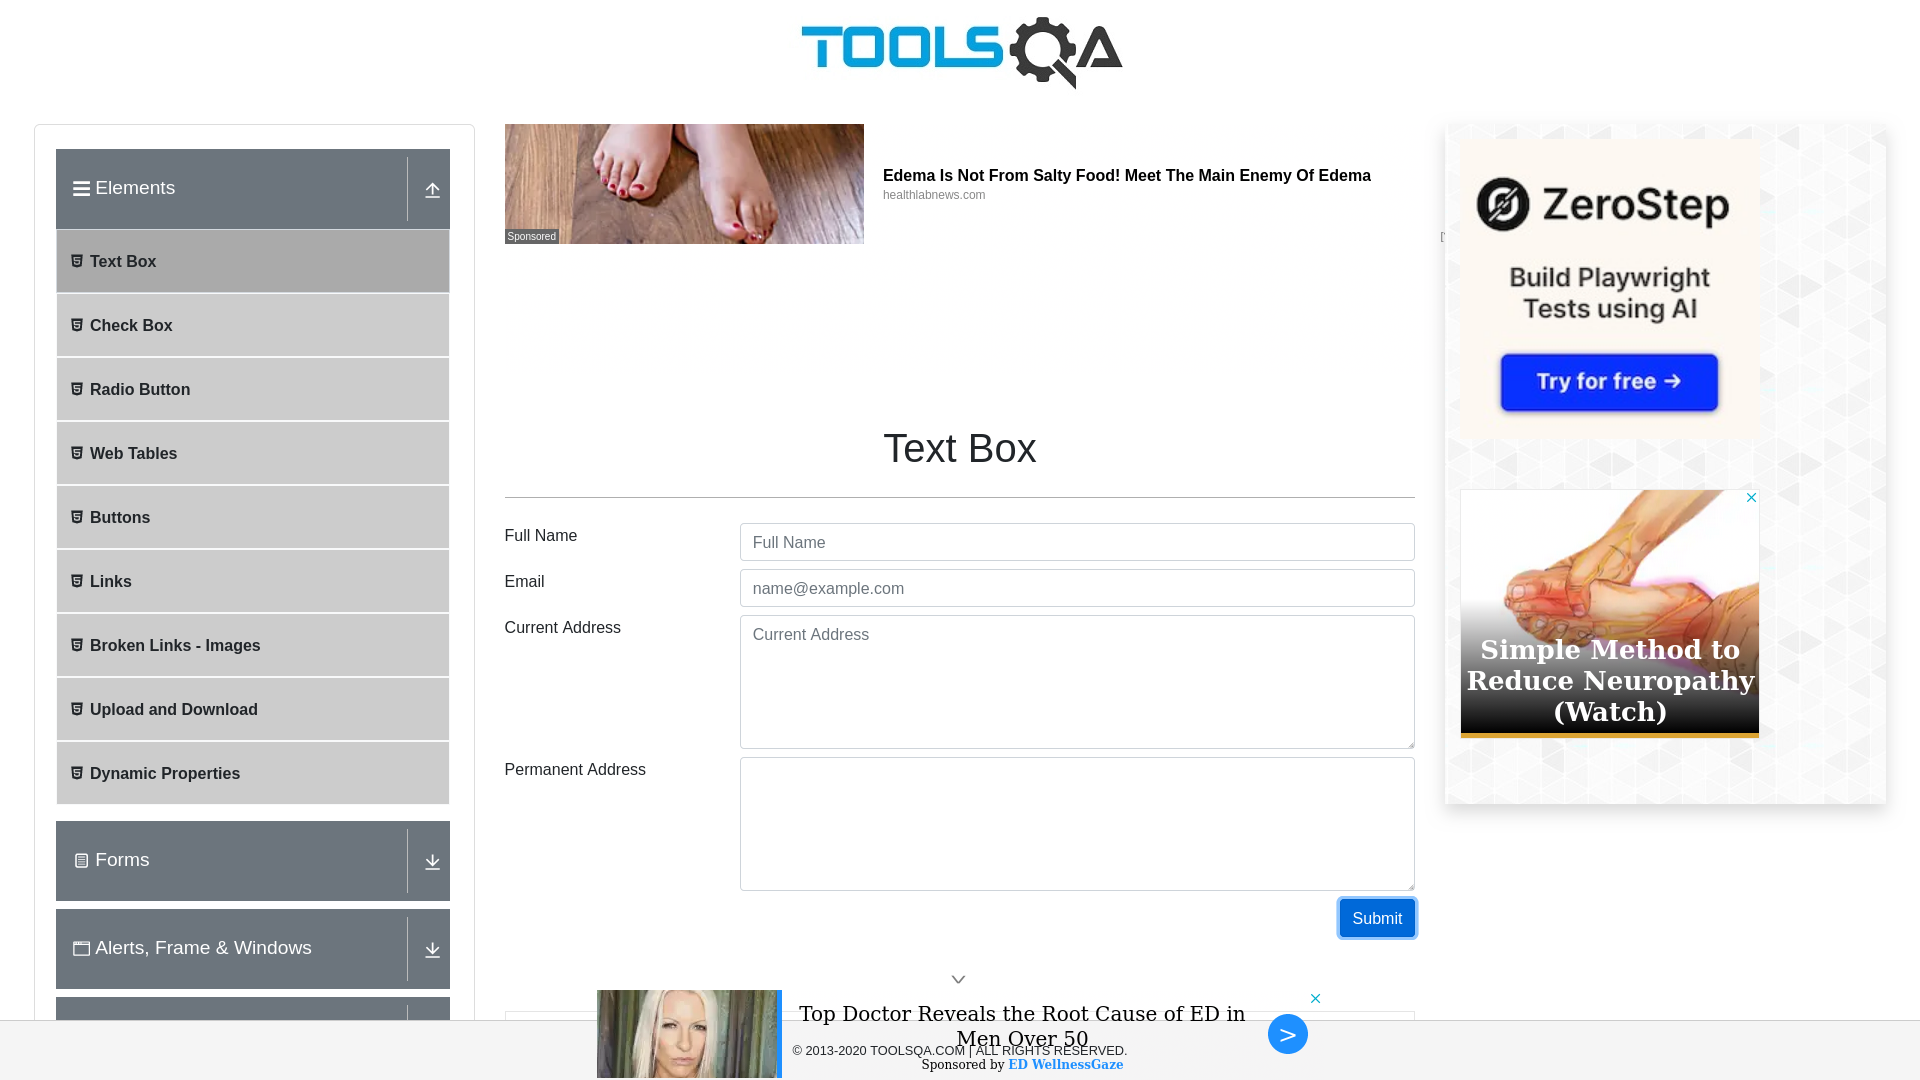 TOOLSQA
Elements
Text Box
Check Box
Radio Button
Web Tables
Buttons
Links
Broken Links - Images
Upload and Download
Dynamic Properties
Forms
Alerts, Frame & Windows
Sponsored
Edema Is Not From Salty Food! Meet The Main Enemy Of Edema
healthlabnews.com
Text Box
Full Name
Full Name
Email
name@example.com
Current Address
Current Address
Permanent Address
Submit
ZeroStep
Build Playwright
Tests using AI
Try for free →
Simple Method to
Reduce Neuropathy
(Watch)
Top Doctor Reveals the Root Cause of ED in
Men Over 50
Sponsored by ED WellnessGaze
© 2013-2020 TOOLSQA.COM | ALL RIGHTS RESERVED.